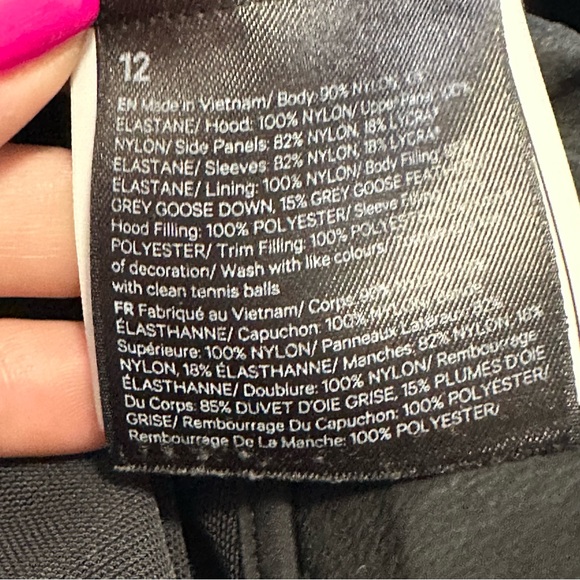 12
EN Made in Vietnam/ Body: 90% NYLON,
ELASTANE/ Hood: 100% NYLON/ Upper Panel: 100%
NYLON/ Side Panels: 82% NYLON, 18% LYCRA®
ELASTANE/ Sleeves: 82% NYLON, 18% LYCRA®
ELASTANE/ Lining: 100% NYLON/ Body Filling:
GREY GOOSE DOWN, 15% GREY GOOSE FEATHER/
Hood Filling: 100% POLYESTER/ Sleeve Filling:
POLYESTER/ Trim Filling: 100% POLYESTER/
of decoration/ Wash with like colours/
with clean tennis balls
FR Fabriqué au Vietnam/ Corps: 90% NYLON,
ÉLASTHANNE/ Capuchon: 100% NYLON/ Bande
Supérieure: 100% NYLON/ Panneaux Latéraux: 82%
NYLON, 18% ÉLASTHANNE/ Manches: 82% NYLON, 18%
ÉLASTHANNE/ Doublure: 100% NYLON/ Rembourrage
Du Corps: 85% DUVET D'OIE GRISE, 15% PLUMES D'OIE
GRISE/ Rembourrage Du Capuchon: 100% POLYESTER/
Rembourrage De La Manche: 100% POLYESTER/